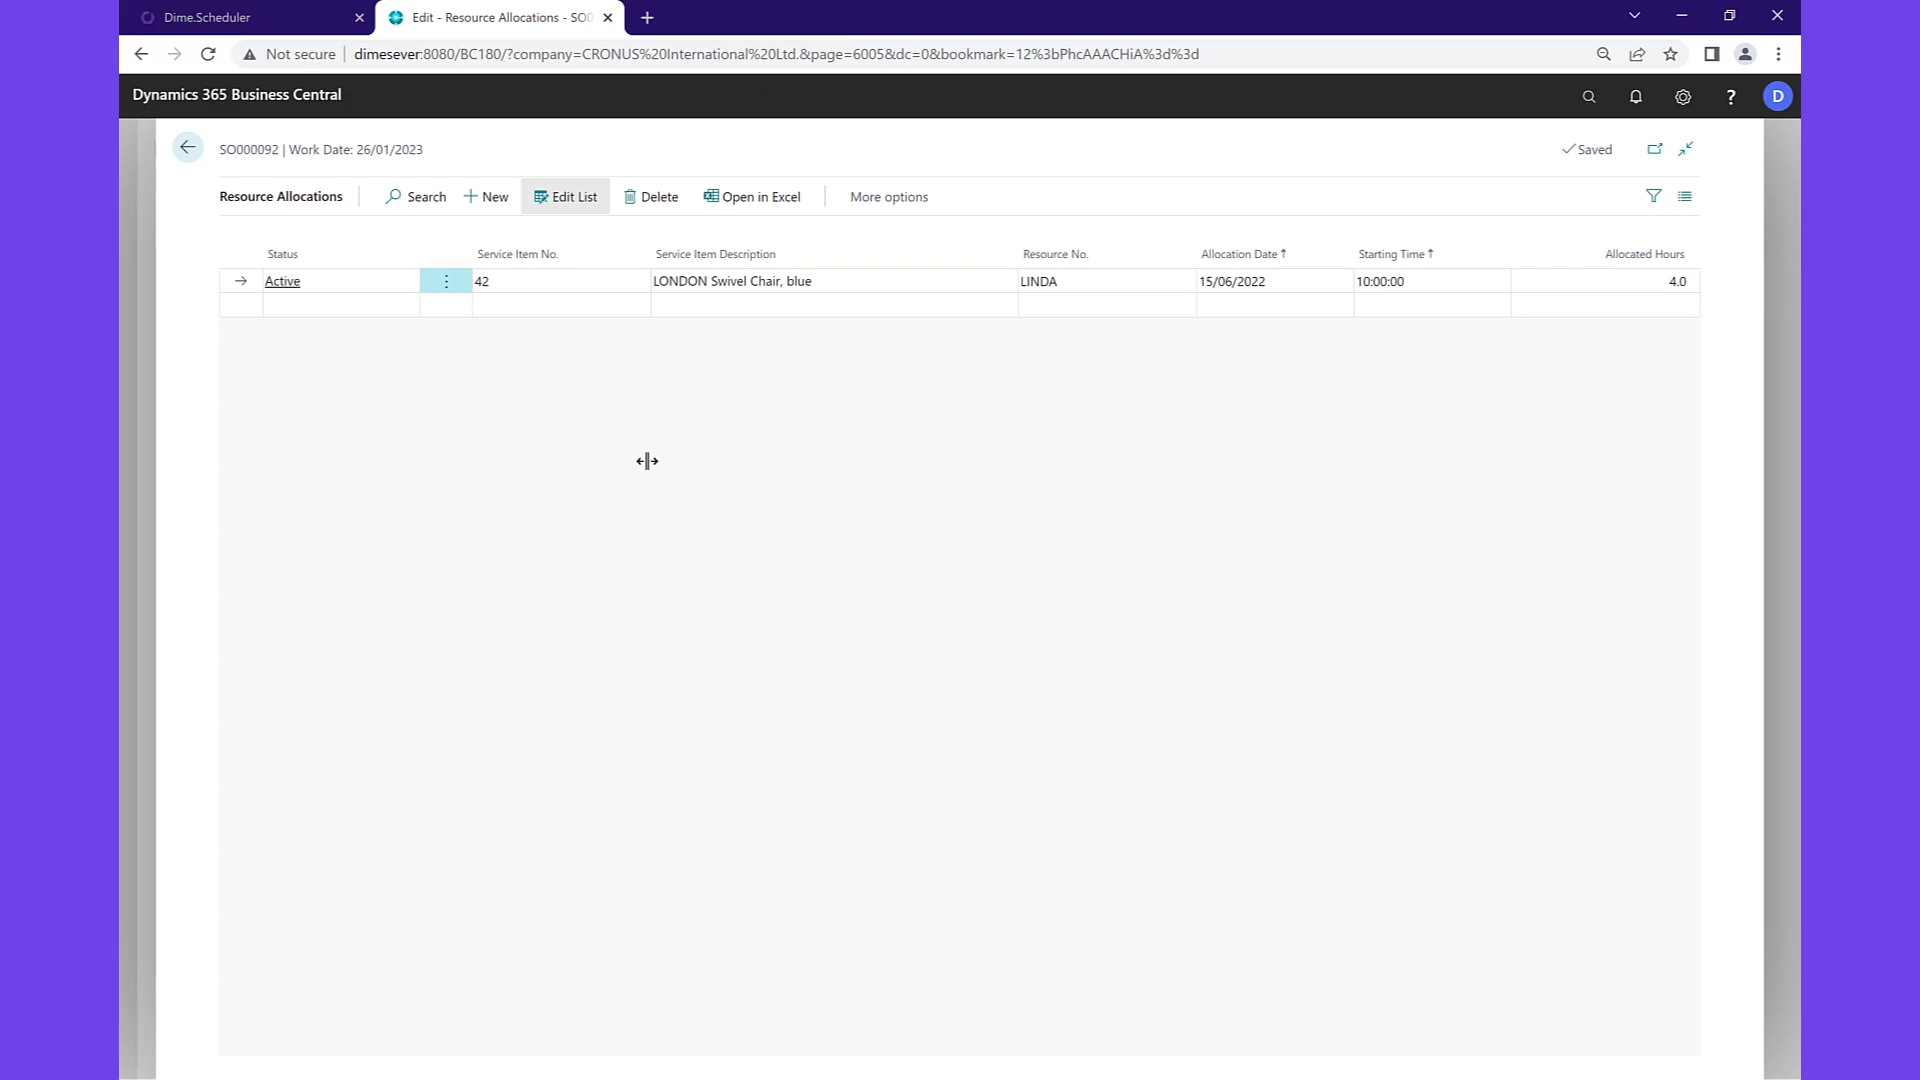 Dime.Scheduler
Edit - Resource Allocations - SO0
Not secure
dimesever:8080/BC180/?company=CRONUS%20International%20Ltd.&page=6005&dc=0&bookmark=12%3bPhcAAACHiA%3d%3d
Dynamics 365 Business Central
? D
SO000092 | Work Date: 26/01/2023
Saved
Resource Allocations Search New Edit List Delete Open in Excel More options
Status Service Item No. Service Item Description Resource No. Allocation Date Starting Time Allocated Hours
Active 42 LONDON Swivel Chair, blue LINDA 15/06/2022 10:00:00 4.0